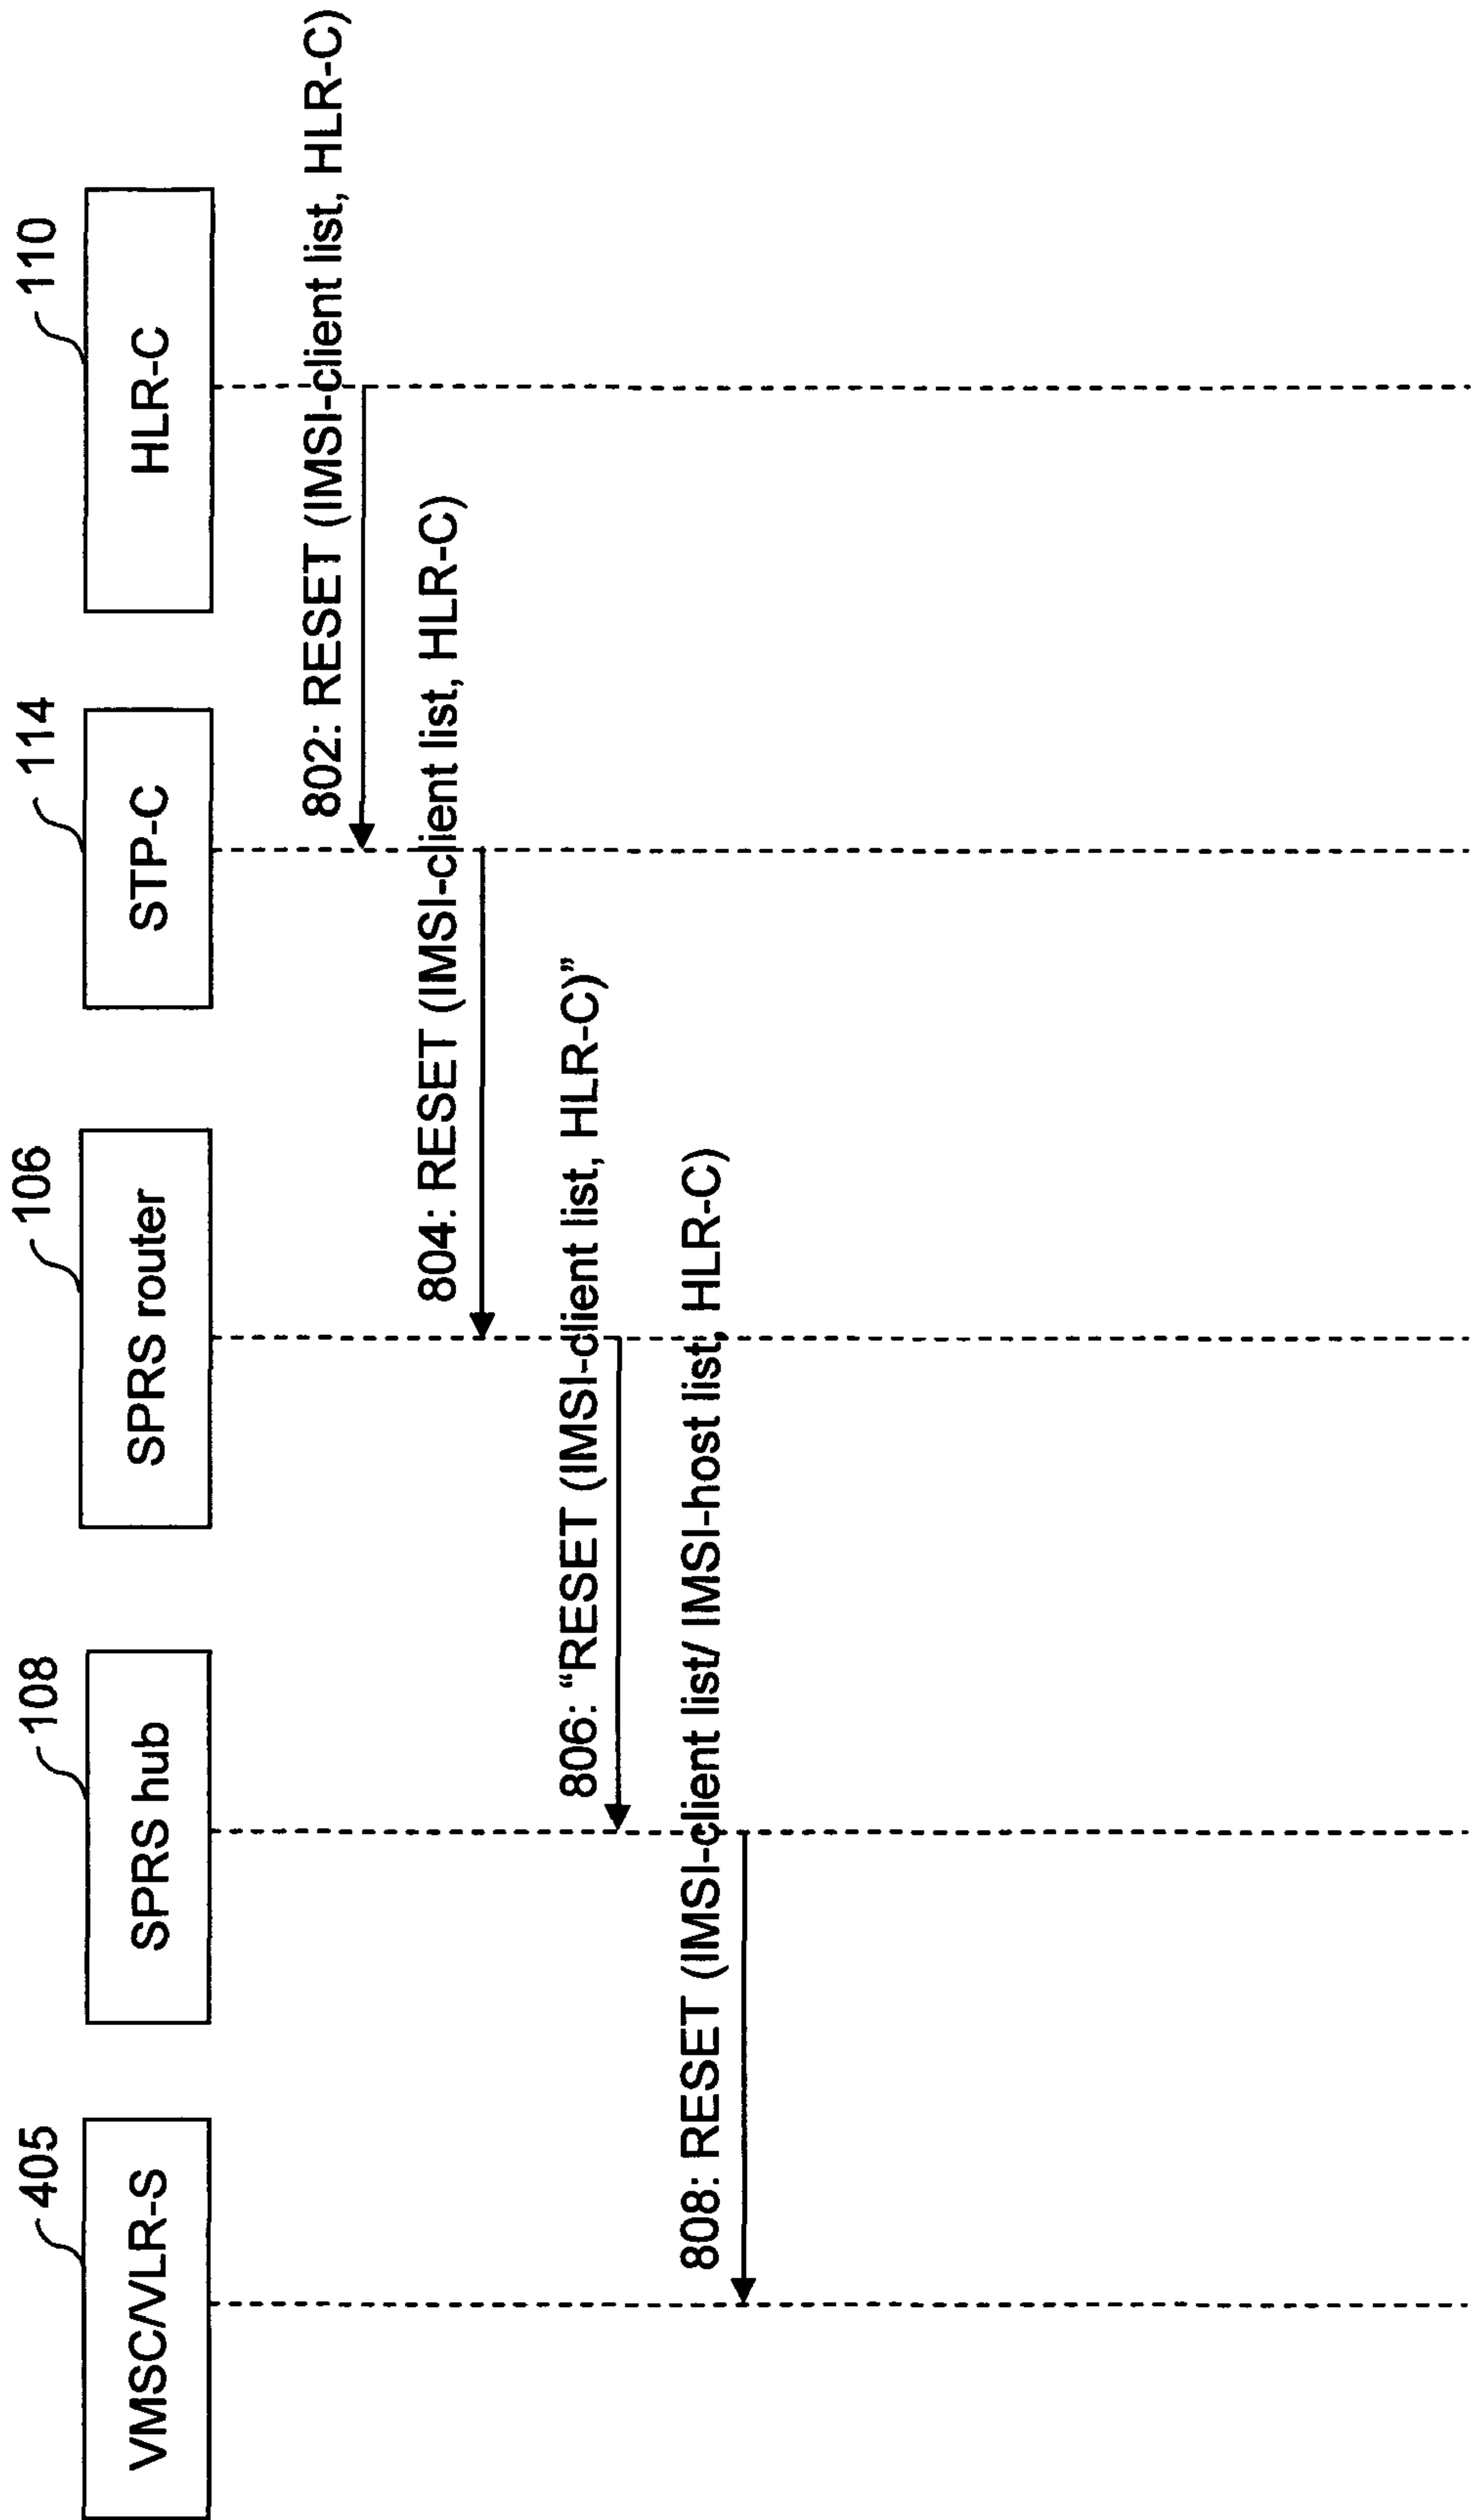 405
108
106
114
110
VMSC/VLR-S
SPRS hub
SPRS router
STP-C
HLR-C
802: RESET (IMSI-client list, HLR-C)
804: RESET (IMSI-client list, HLR-C)
806: “RESET (IMSI-client list, HLR-C)”
808: RESET (IMSI-client list/ IMSI-host list, HLR-C)